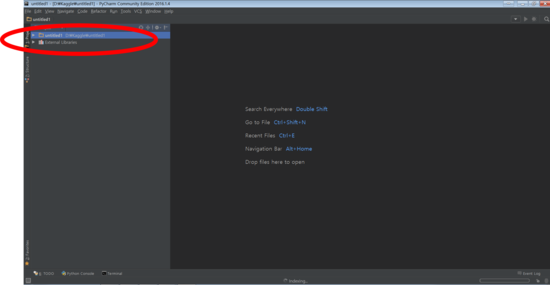 untitled1 - [D:₩Kaggle₩untitled1] - PyCharm Community Edition 2016.1.4
File Edit View Navigate Code Refactor Run Tools VCS Window Help
untitled1
untitled1 (D:₩Kaggle₩untitled1)
External Libraries
Search Everywhere Double Shift
Go to File Ctrl+Shift+N
Recent Files Ctrl+E
Navigation Bar Alt+Home
Drop files here to open
Python Console
Terminal
Event Log
Indexing...